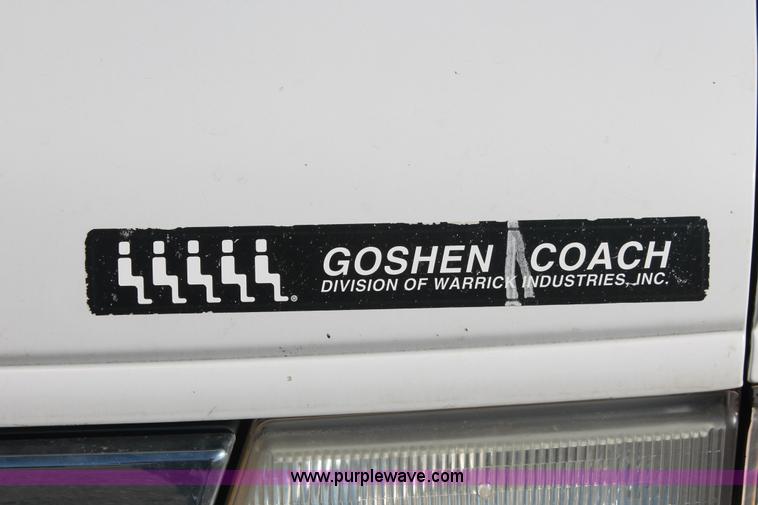 GOSHEN COACH
DIVISION OF WARRICK INDUSTRIES, INC.
®
www.purplewave.com